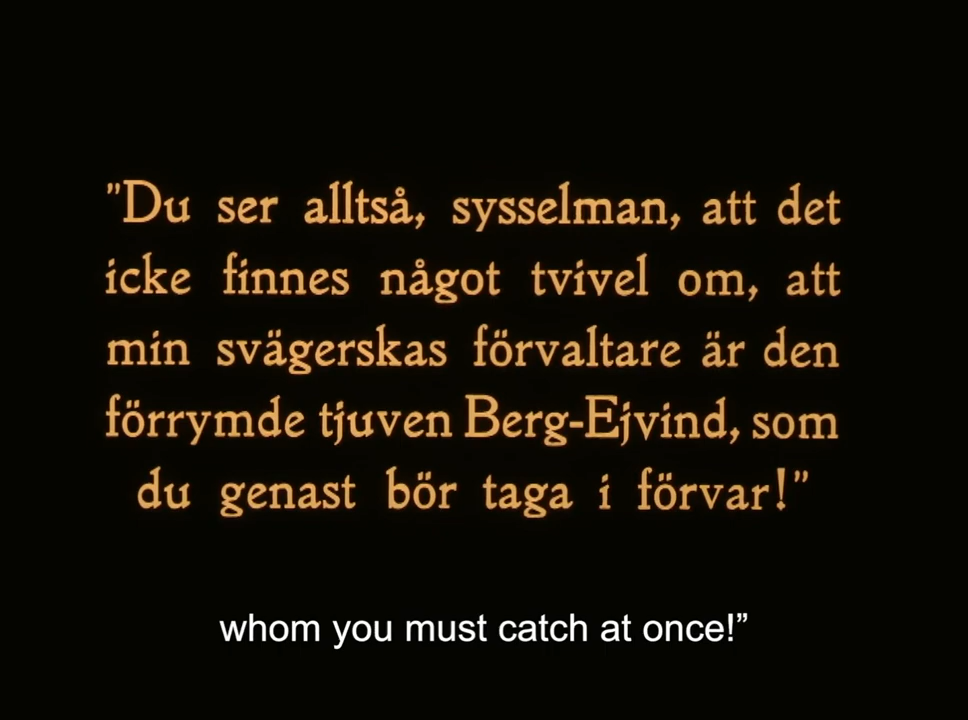 "Du ser alltså, sysselman, att det
icke finnes något tvivel om, att
min svägerskas förvaltare är den
förrymde tjuven Berg-Ejvind, som
du genast bör taga i förvar!"
whom you must catch at once!”